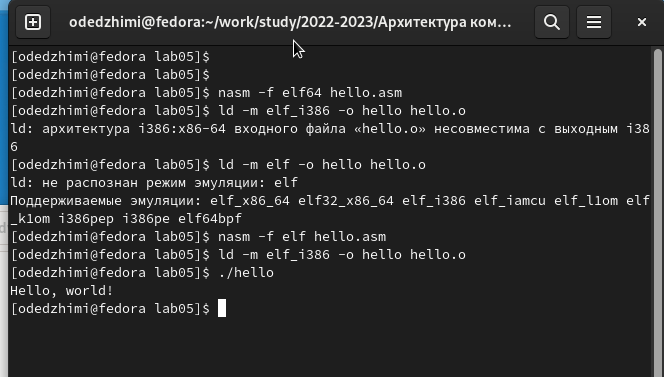 odedzhimi@fedora:~/work/study/2022-2023/Архитектура ком...
[odedzhimi@fedora lab05]$
[odedzhimi@fedora lab05]$
[odedzhimi@fedora lab05]$ nasm -f elf64 hello.asm
[odedzhimi@fedora lab05]$ ld -m elf_i386 -o hello hello.o
ld: архитектура i386:x86-64 входного файла «hello.o» несовместима с выходным i38
6
[odedzhimi@fedora lab05]$ ld -m elf -o hello hello.o
ld: не распознан режим эмуляции: elf
Поддерживаемые эмуляции: elf_x86_64 elf32_x86_64 elf_i386 elf_iamcu elf_l1om elf
_k1om i386pep i386pe elf64bpf
[odedzhimi@fedora lab05]$ nasm -f elf hello.asm
[odedzhimi@fedora lab05]$ ld -m elf_i386 -o hello hello.o
[odedzhimi@fedora lab05]$ ./hello
Hello, world!
[odedzhimi@fedora lab05]$